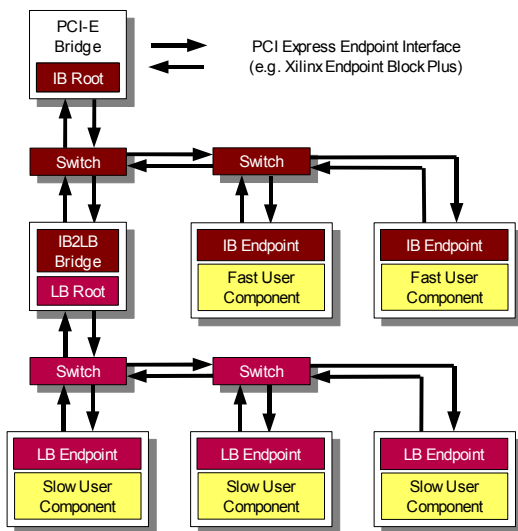 PCI-E
Bridge
IB Root
PCI Express Endpoint Interface
(e.g. Xilinx Endpoint Block Plus)
Switch
Switch
IB2LB
Bridge
LB Root
IB Endpoint
Fast User
Component
IB Endpoint
Fast User
Component
Switch
Switch
LB Endpoint
Slow User
Component
LB Endpoint
Slow User
Component
LB Endpoint
Slow User
Component